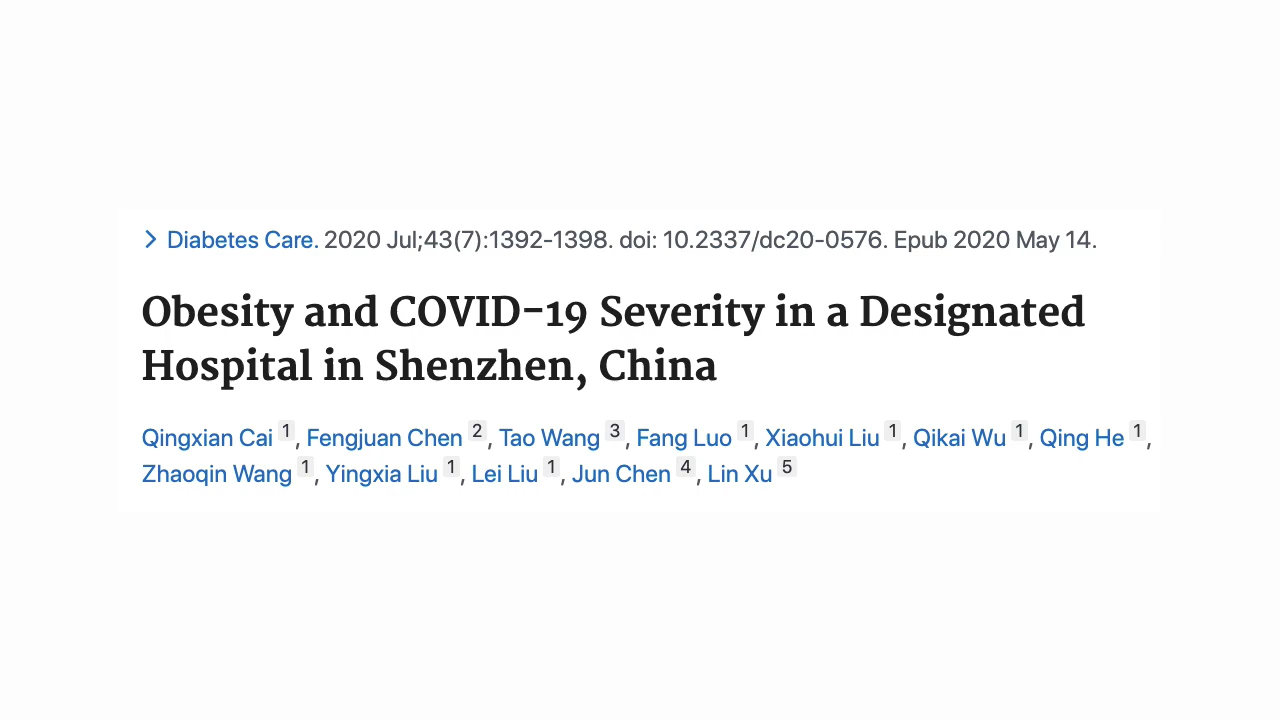 Diabetes Care. 2020 Jul;43(7):1392-1398. doi: 10.2337/dc20-0576. Epub 2020 May 14.
Obesity and COVID-19 Severity in a Designated
Hospital in Shenzhen, China
Qingxian Cai 1, Fengjuan Chen 2, Tao Wang 3, Fang Luo 1, Xiaohui Liu 1, Qikai Wu 1, Qing He 1,
Zhaoqin Wang 1, Yingxia Liu 1, Lei Liu 1, Jun Chen 4, Lin Xu 5